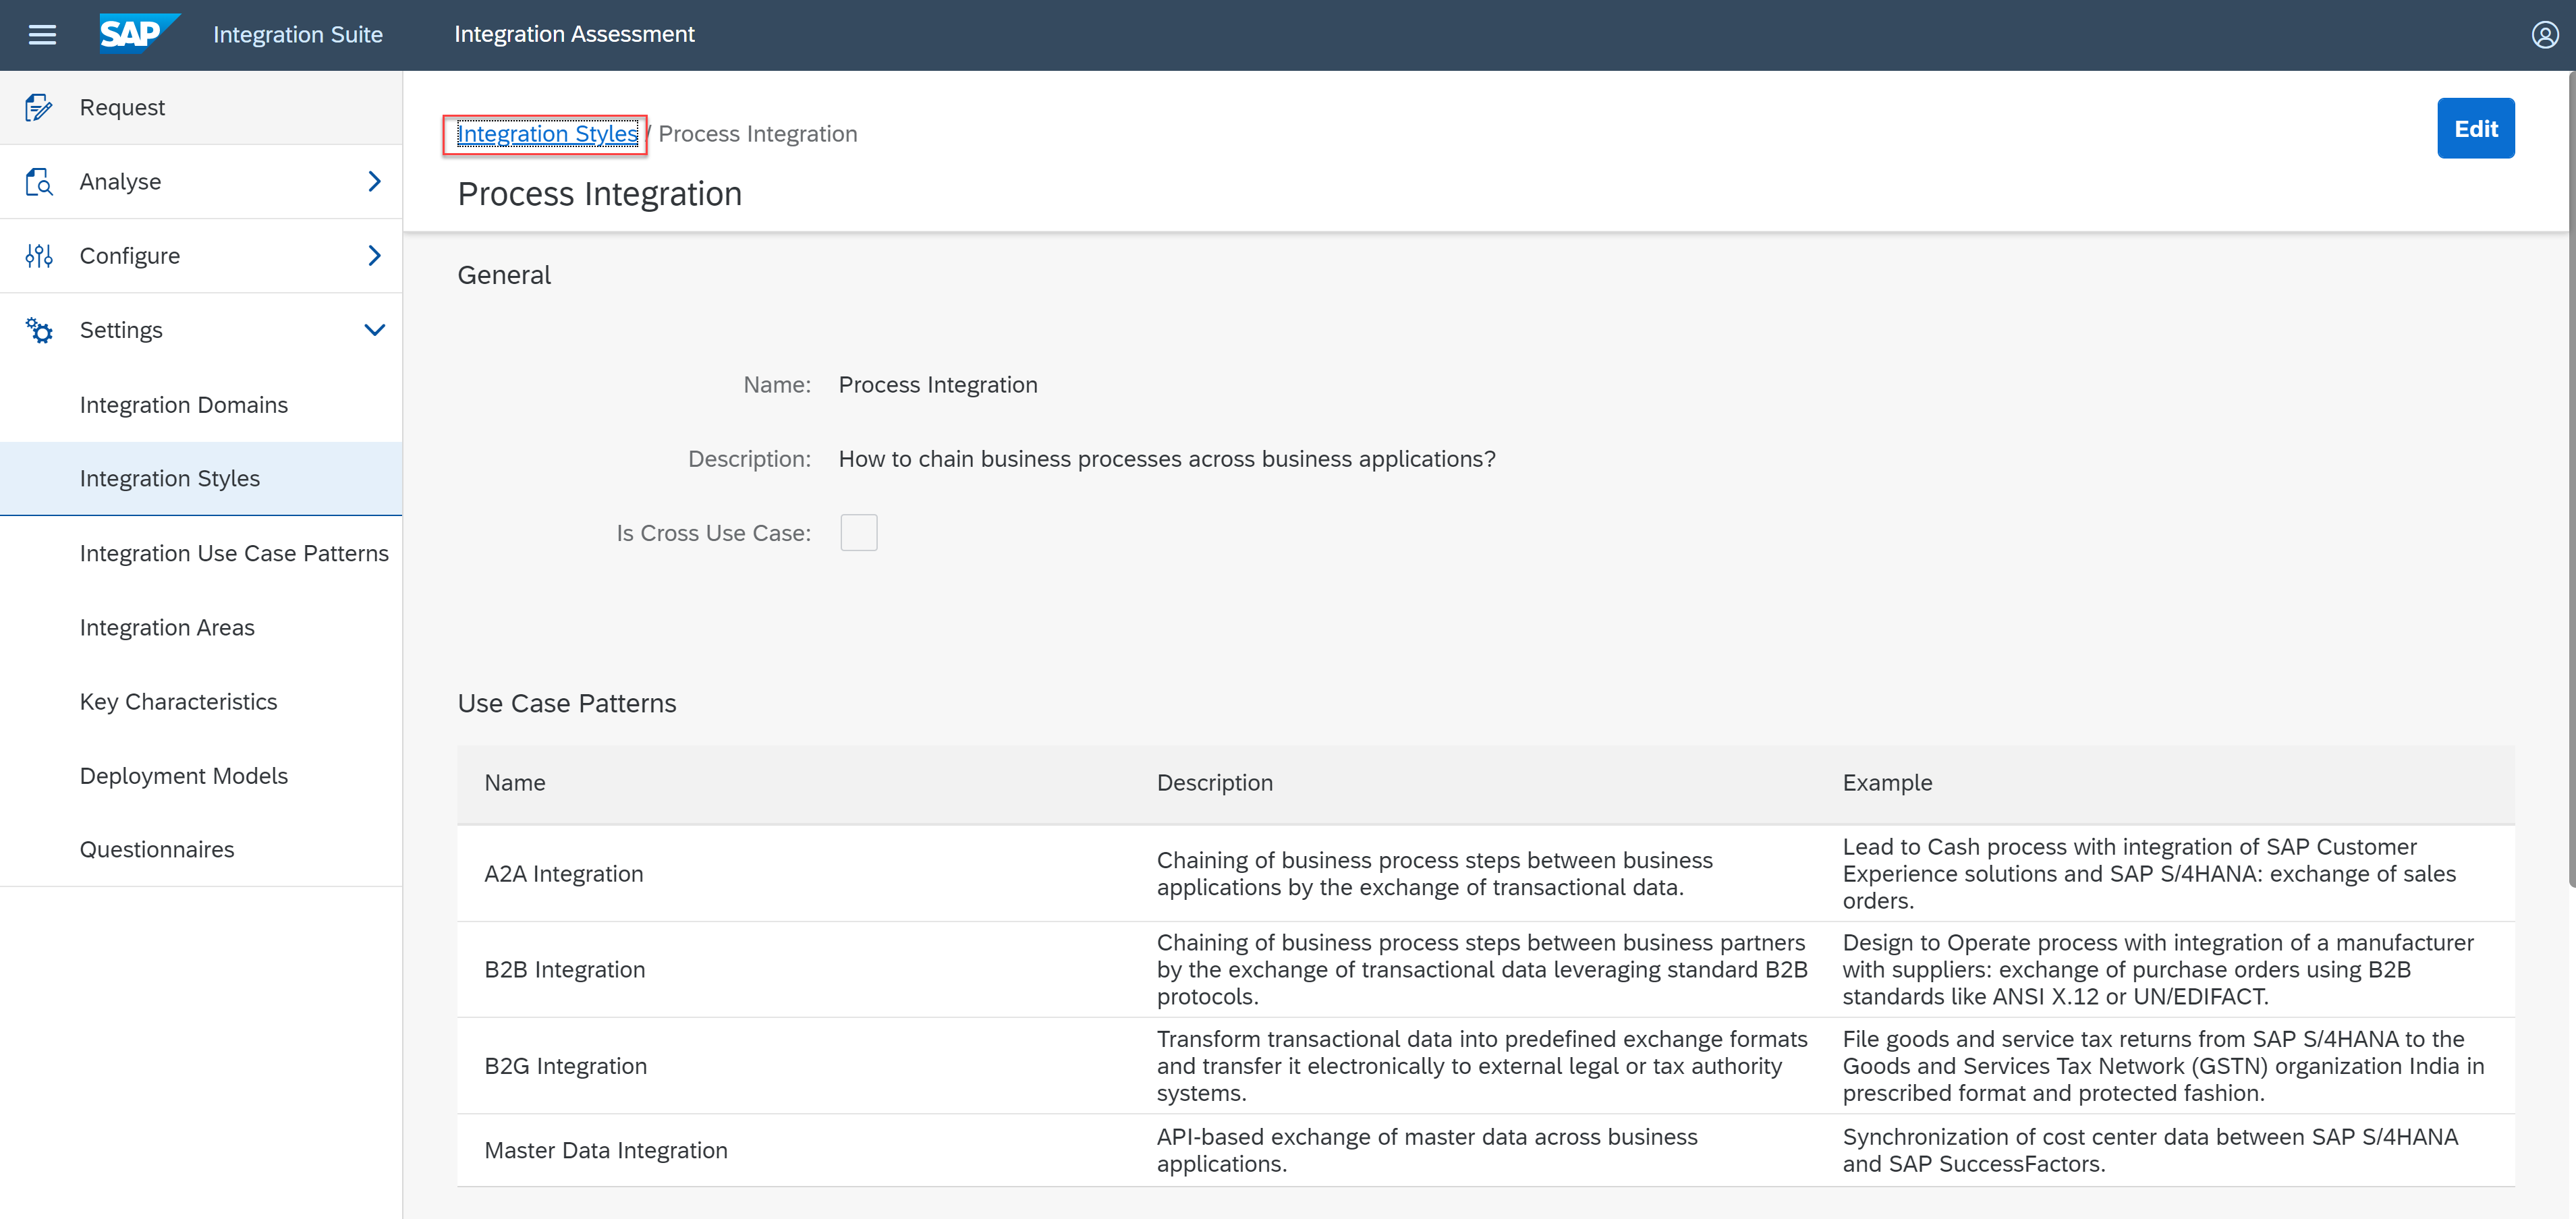 SAP Integration Suite Integration Assessment
Request
Analyse
Configure
Settings
Integration Domains
Integration Styles
Integration Use Case Patterns
Integration Areas
Key Characteristics
Deployment Models
Questionnaires
Integration Styles / Process Integration
Edit
Process Integration
General
Name: Process Integration
Description: How to chain business processes across business applications?
Is Cross Use Case:
Use Case Patterns
Name Description Example
A2A Integration
Chaining of business process steps between business
applications by the exchange of transactional data.
Lead to Cash process with integration of SAP Customer
Experience solutions and SAP S/4HANA: exchange of sales
orders.
B2B Integration
Chaining of business process steps between business partners
by the exchange of transactional data leveraging standard B2B
protocols.
Design to Operate process with integration of a manufacturer
with suppliers: exchange of purchase orders using B2B
standards like ANSI X.12 or UN/EDIFACT.
B2G Integration
Transform transactional data into predefined exchange formats
and transfer it electronically to external legal or tax authority
systems.
File goods and service tax returns from SAP S/4HANA to the
Goods and Services Tax Network (GSTN) organization India in
prescribed format and protected fashion.
Master Data Integration
API-based exchange of master data across business
applications.
Synchronization of cost center data between SAP S/4HANA
and SAP SuccessFactors.